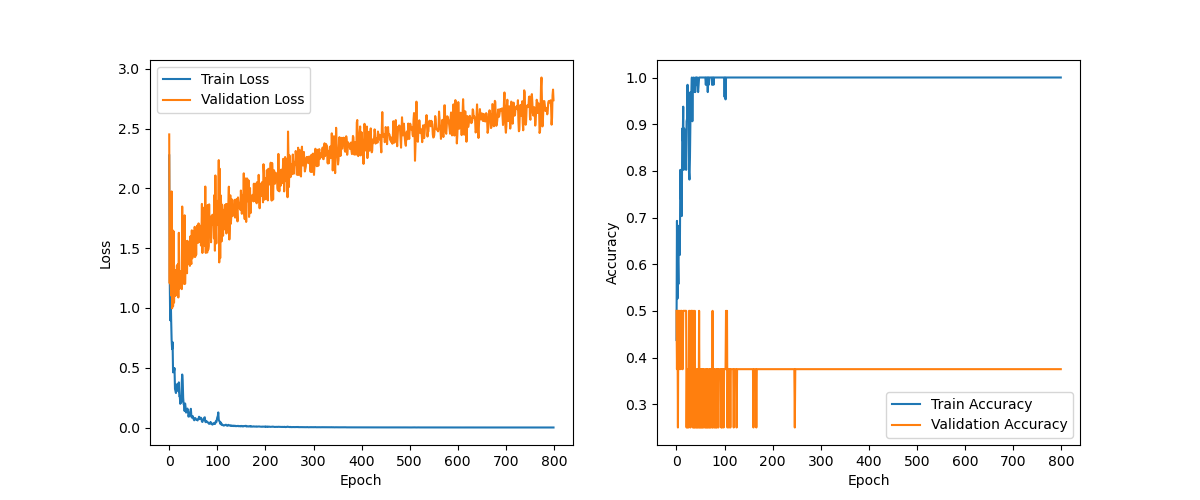 Train Loss
Validation Loss
3.0
2.5
2.0
1.5
1.0
0.5
0.0
Loss
0 100 200 300 400 500 600 700 800
Epoch
1.0
0.9
0.8
0.7
0.6
0.5
0.4
0.3
Accuracy
Train Accuracy
Validation Accuracy
0 100 200 300 400 500 600 700 800
Epoch